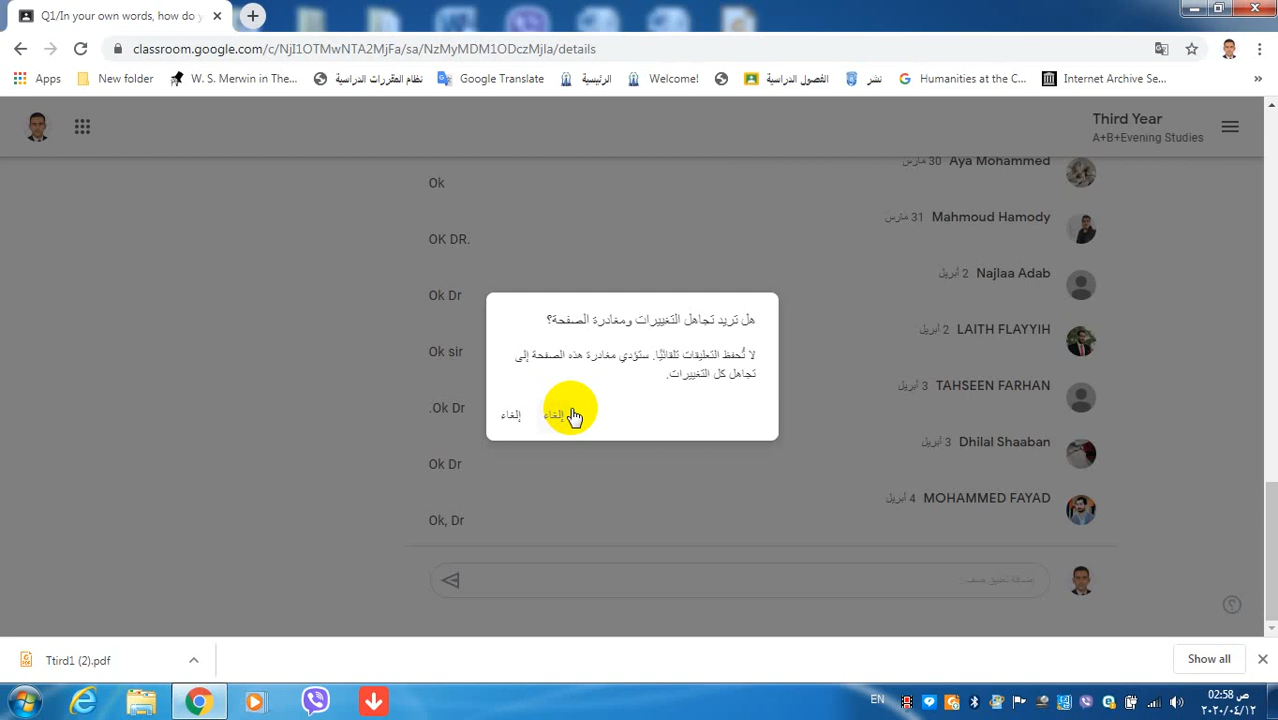 Q1/In your own words, how do y
classroom.google.com/c/NjI1OTMwNTA2MjFa/sa/NzMyMDM1ODczMjIa/details
Apps
New folder
W. S. Merwin in The...
نظام المقررات الدراسية
Google Translate
الرئيسية
Welcome!
الفصول الدراسية
نشر
Humanities at the C...
Internet Archive Se...
»
Third Year
A+B+Evening Studies
Aya Mohammed 30 مارس
Ok
Mahmoud Hamody 31 مارس
OK DR.
Najlaa Adab 2 أبريل
Ok Dr
LAITH FLAYYIH 2 أبريل
Ok sir
TAHSEEN FARHAN 3 أبريل
.Ok Dr
Dhilal Shaaban 3 أبريل
Ok Dr
MOHAMMED FAYAD 4 أبريل
Ok, Dr
هل تريد تجاهل التغييرات ومغادرة الصفحة؟
لا تُحفظ التعليقات تلقائيًا. ستؤدي مغادرة هذه الصفحة إلى
تجاهل كل التغييرات.
إلغاء
إلغاء
إضافة تعليق صف
Ttird1 (2).pdf
Show all
EN
02:58 ص
٢٠٢٠/٠٤/١٢